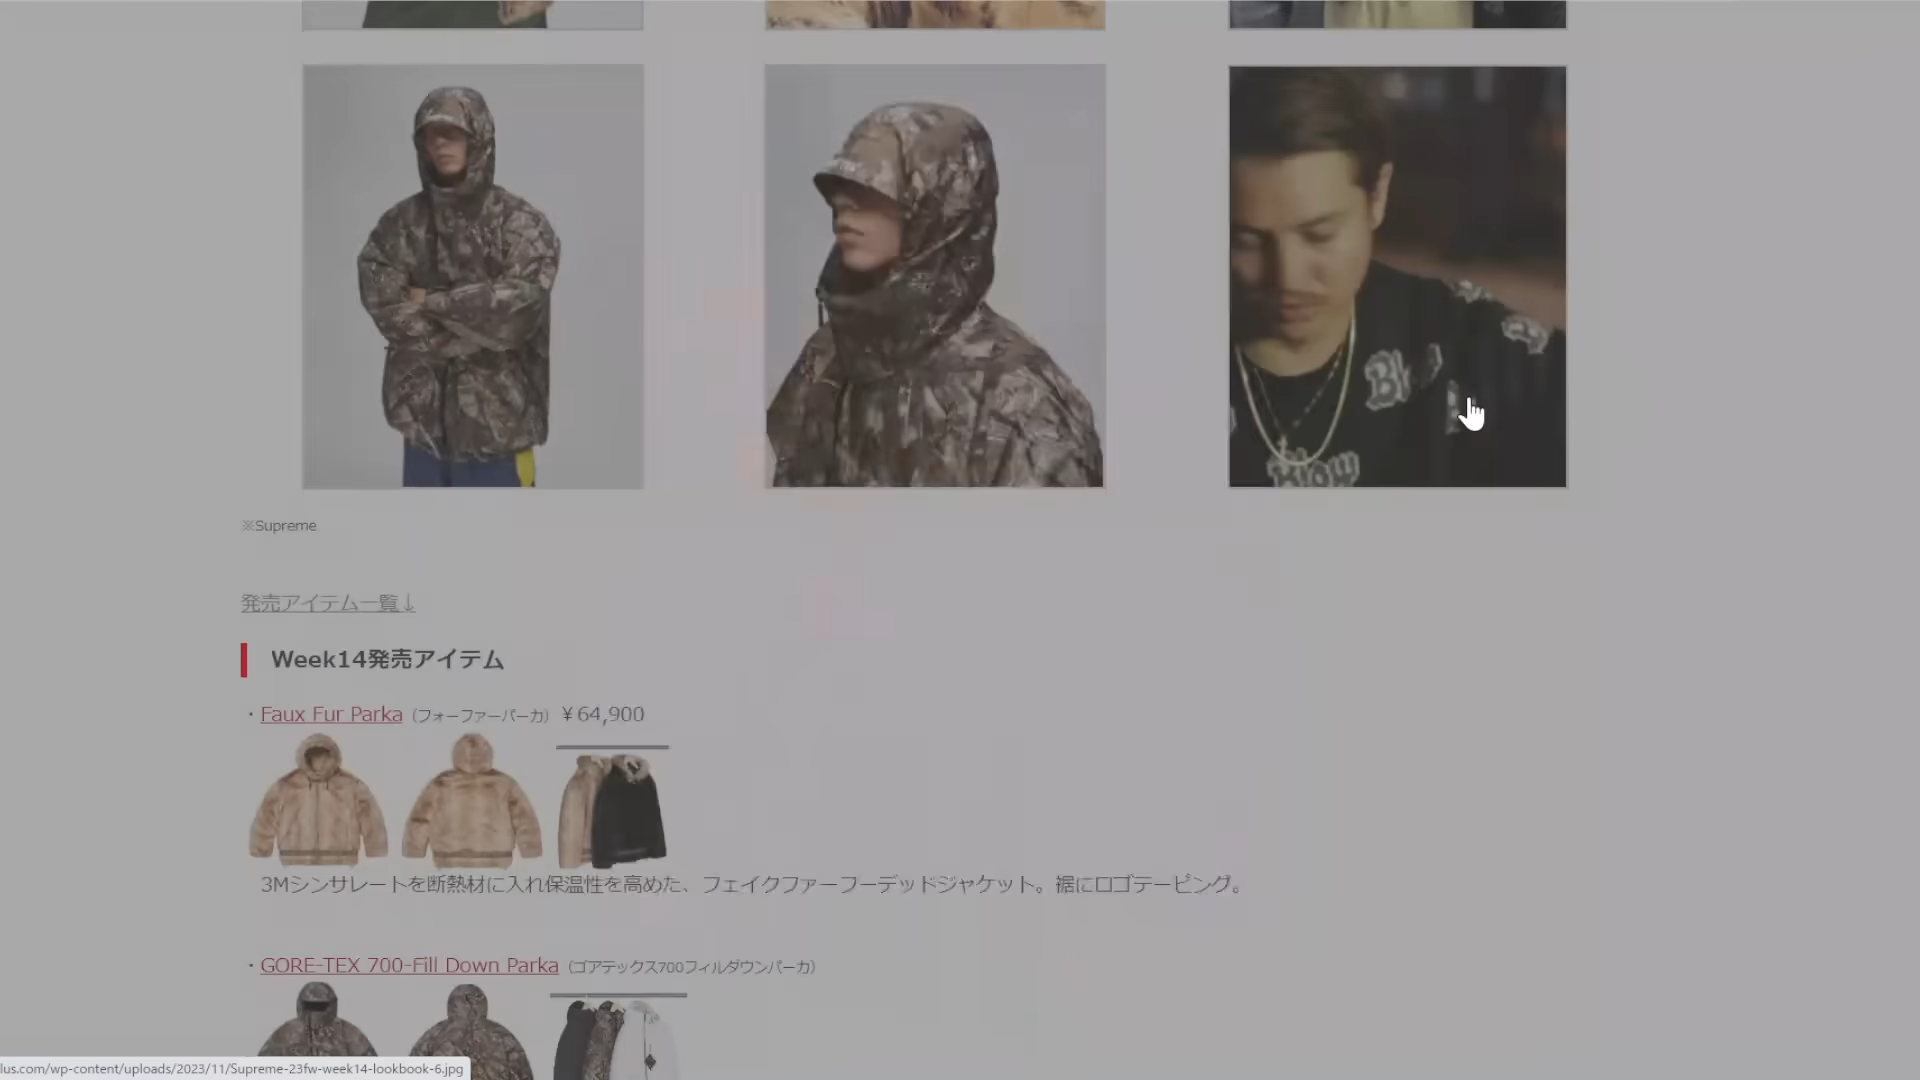 Bl
Blow
※Supreme
発売アイテム一覧↓
Week14発売アイテム
・Faux Fur Parka（フォーファーパーカ）￥64,900
3Mシンサレートを断熱材に入れ保温性を高めた、フェイクファーフーデッドジャケット。裾にロゴテーピング。
・GORE-TEX 700-Fill Down Parka（ゴアテックス700フィルダウンパーカ）
lus.com/wp-content/uploads/2023/11/Supreme-23fw-week14-lookbook-6.jpg